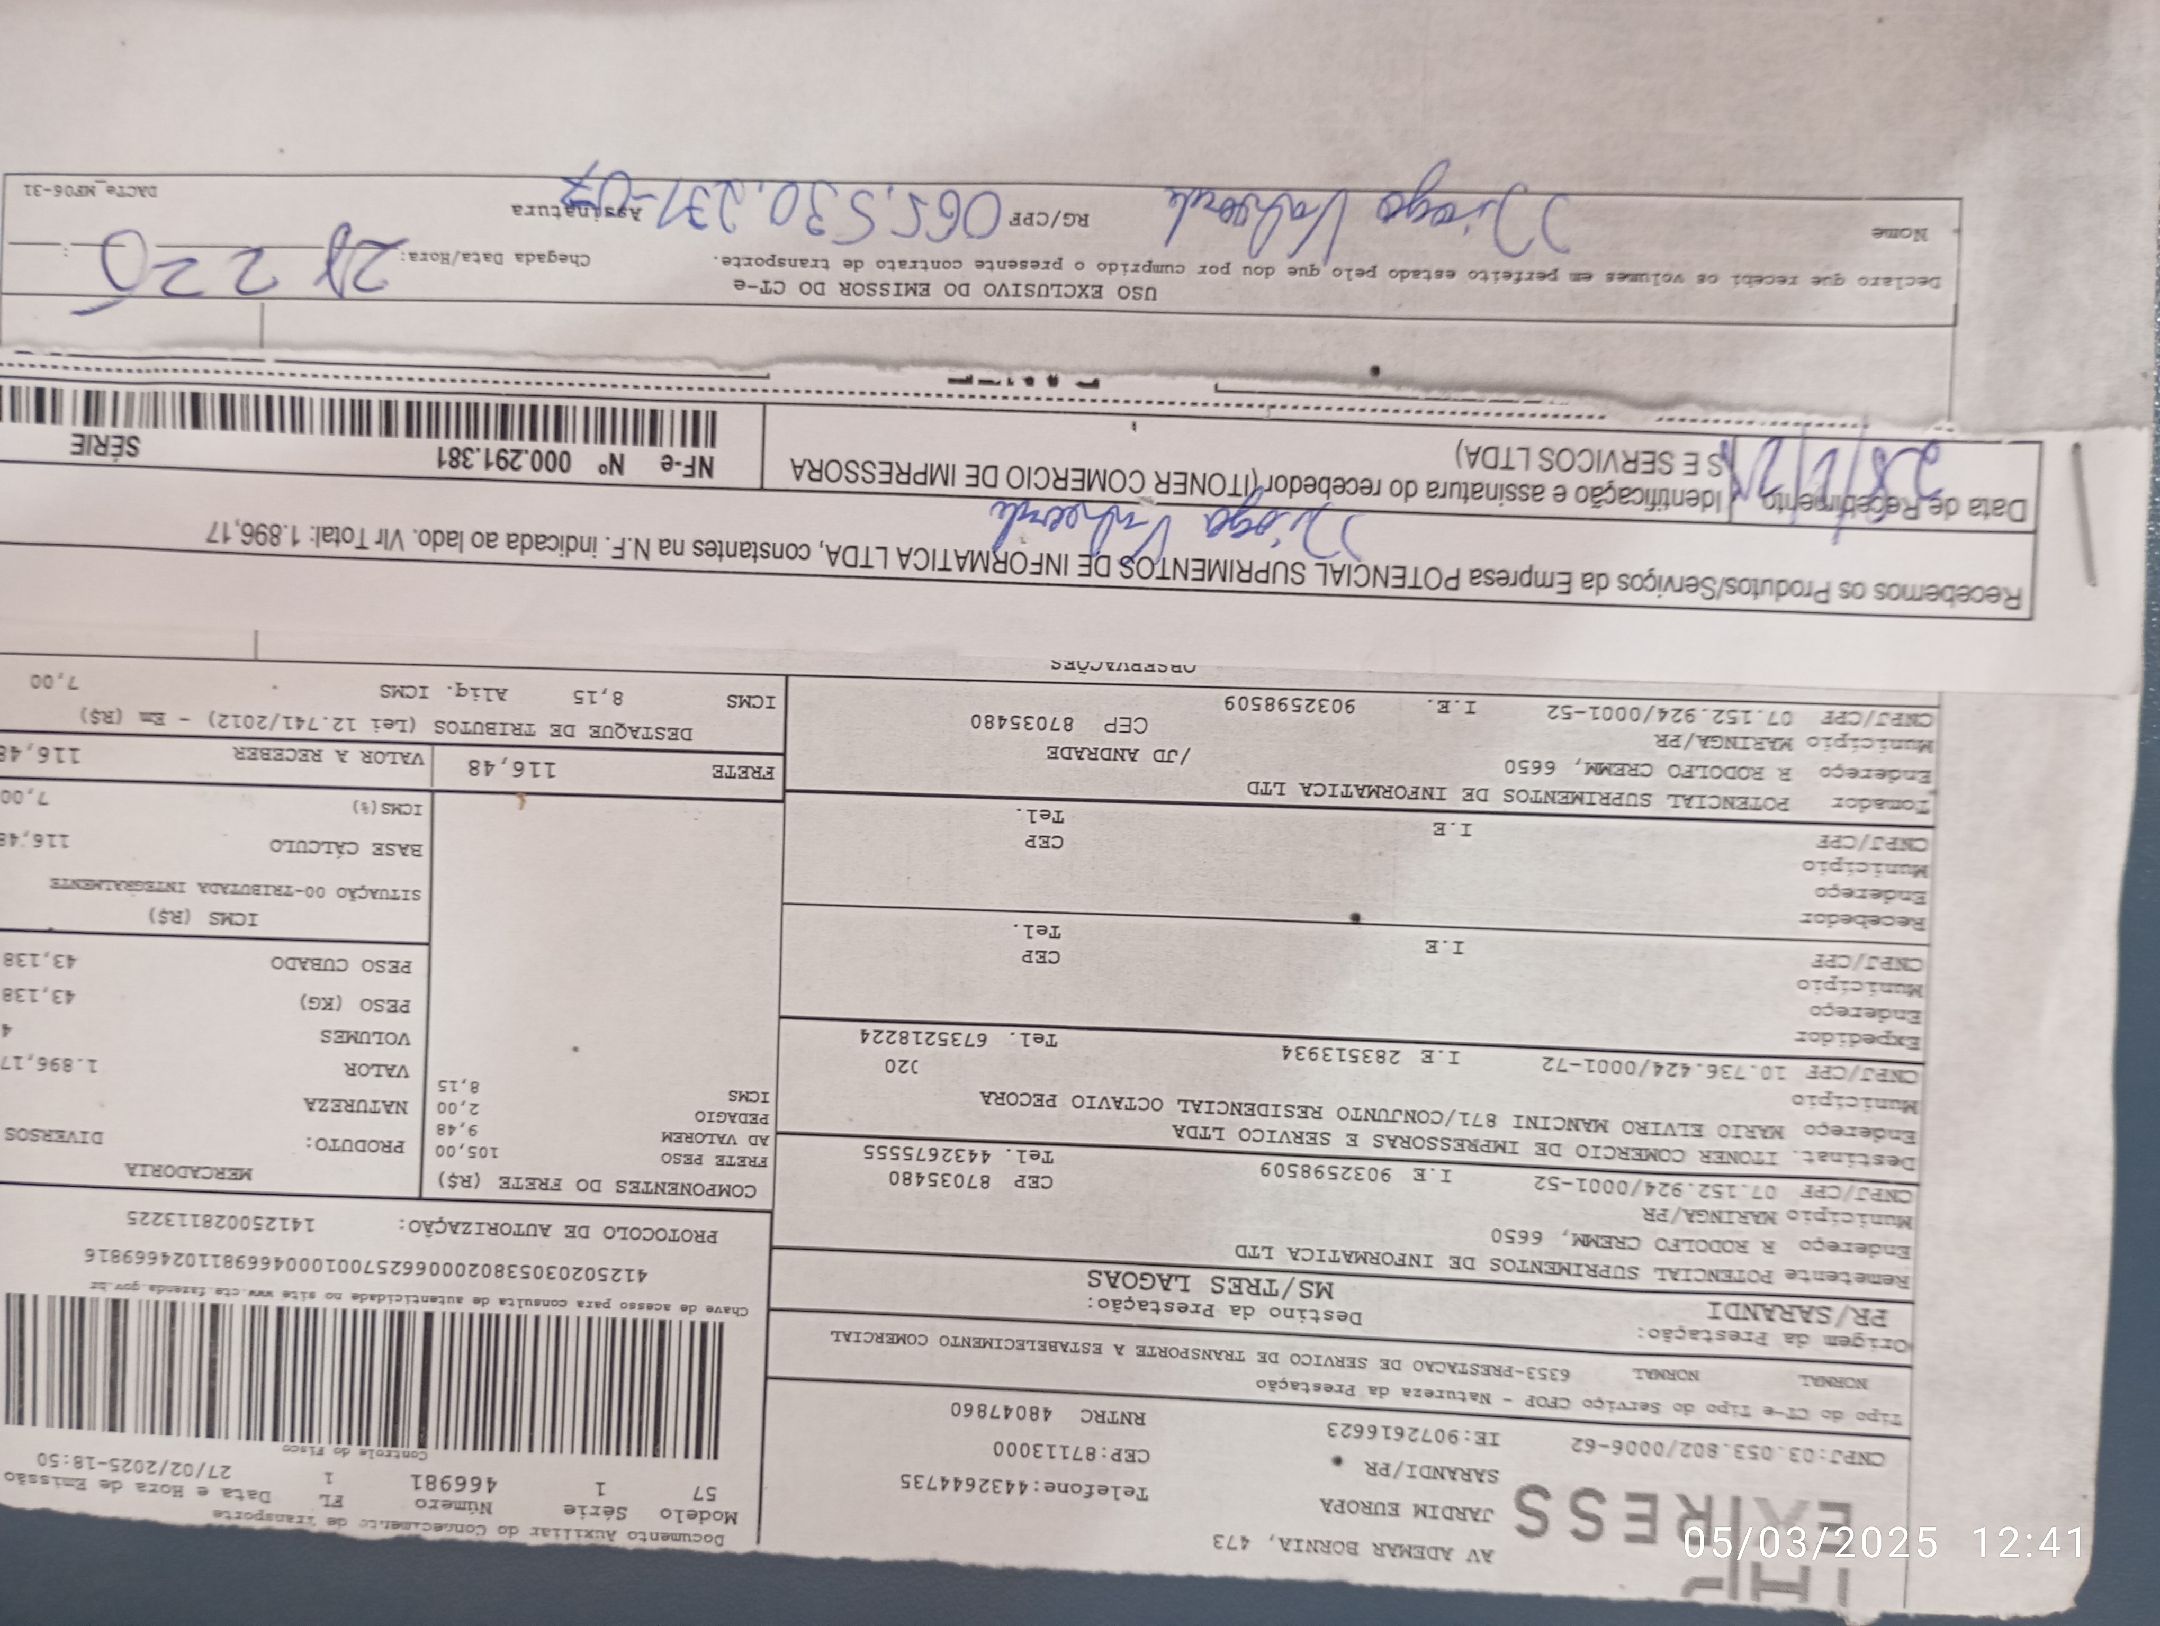 EXPRESS
AV ADEMAR BORNIA, 473
JARDIM EUROPA
SARANDI/PR
Telefone:4432644735
CEP:87113000
CNPJ:03.053.802/0006-62 IE:9072616623 RNTRC 48047860
Documento Auxiliar do Conhecimento de Transporte
Modelo Série Número FL Data e Hora de Emissão
57 1 466981 1 27/02/2025-18:50
Controle do Fisco
Chave de acesso para consulta de autenticidade no site www.cte.fazenda.gov.br
41250203053802000662570010004669811024669816
PROTOCOLO DE AUTORIZAÇÃO: 141250028113225
Tipo do CT-e Tipo do Serviço CFOP - Natureza da Prestação
NORMAL NORMAL 6353-PRESTACAO DE SERVICO DE TRANSPORTE A ESTABELECIMENTO COMERCIAL
Origem da Prestação: Destino da Prestação:
PR/SARANDI MS/TRES LAGOAS
Remetente POTENCIAL SUPRIMENTOS DE INFORMATICA LTD
Endereço R RODOLFO CREMM, 6650
Município MARINGA/PR CEP 87035480
CNPJ/CPF 07.152.924/0001-52 I.E 9032598509 Tel. 4432675555
Destinat. ITONER COMERCIO DE IMPRESSORAS E SERVICO LTDA
Endereço MARIO ELVIRO MANCINI 871/CONJUNTO RESIDENCIAL OCTAVIO PECORA
Município 020
CNPJ/CPF 10.736.424/0001-72 I.E 283513934 Tel. 6735218224
Expedidor
Endereço
Município CEP
CNPJ/CPF I.E Tel.
Recebedor
Endereço
Município CEP
CNPJ/CPF I.E Tel.
Tomador POTENCIAL SUPRIMENTOS DE INFORMATICA LTD
Endereço R RODOLFO CREMM, 6650 /JD ANDRADE
Município MARINGA/PR CEP 87035480
CNPJ/CPF 07.152.924/0001-52 I.E. 9032598509
COMPONENTES DO FRETE (R$)
FRETE PESO 105,00
AD VALOREM 9,48
PEDAGIO 2,00
ICMS 8,15
MERCADORIA
PRODUTO: DIVERSOS
NATUREZA
VALOR 1.896,17
VOLUMES 4
PESO (KG) 43,138
PESO CUBADO 43,138
ICMS (R$)
SITUAÇÃO 00-TRIBUTADA INTEGRALMENTE
BASE CÁLCULO 116,48
ICMS(%) 7,00
FRETE 116,48 VALOR A RECEBER 116,48
DESTAQUE DE TRIBUTOS (Lei 12.741/2012) - Em (R$)
ICMS 8,15 Aliq. ICMS 7,00
OBSERVAÇÕES
Recebemos os Produtos/Serviços da Empresa POTENCIAL SUPRIMENTOS DE INFORMATICA LTDA, constantes na N.F. indicada ao lado. Vlr Total: 1.896,17
Diogo Valverde
Data de Recebimento Identificação e assinatura do recebedor (ITONER COMERCIO DE IMPRESSORA
S E SERVICOS LTDA)
NF-e Nº 000.291.381 SÉRIE
USO EXCLUSIVO DO EMISSOR DO CT-e
Declaro que recebi os volumes em perfeito estado pelo que dou por cumprido o presente contrato de transporte.
Chegada Data/Hora: :
Nome Diogo Valverde RG/CPF 065.530.231-07 Assinatura
DACTe_MF06-31
05/03/2025 12:41